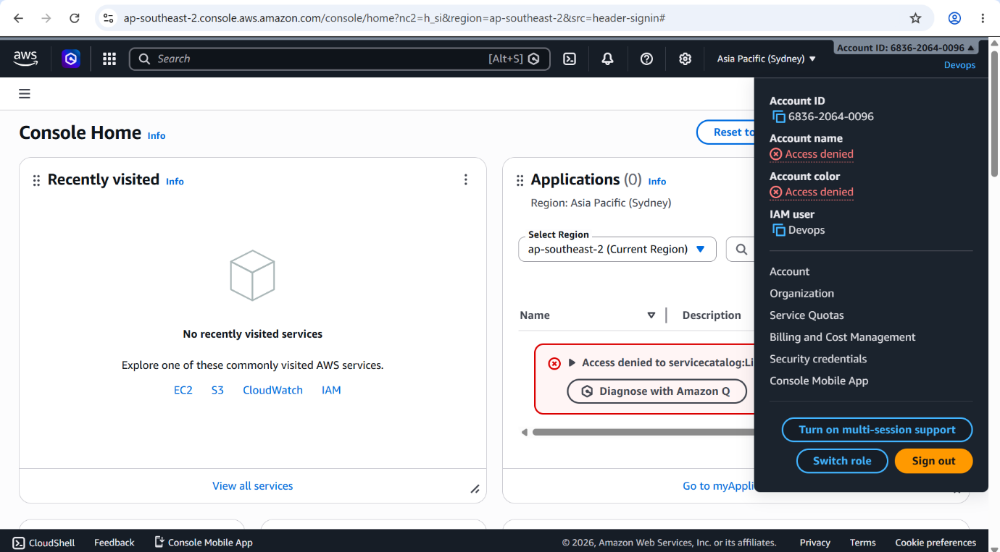 ap-southeast-2.console.aws.amazon.com/console/home?nc2=h_si&region=ap-southeast-2&src=header-signin#
aws
Search
[Alt+S]
Asia Pacific (Sydney)
Account ID: 6836-2064-0096
Devops
Console Home
Info
Reset to
Recently visited
Info
No recently visited services
Explore one of these commonly visited AWS services.
EC2
S3
CloudWatch
IAM
View all services
Applications (0)
Info
Region: Asia Pacific (Sydney)
Select Region
ap-southeast-2 (Current Region)
Name
Description
Access denied to servicecatalog:Li
Diagnose with Amazon Q
Go to myAppli
Account ID
6836-2064-0096
Account name
Access denied
Account color
Access denied
IAM user
Devops
Account
Organization
Service Quotas
Billing and Cost Management
Security credentials
Console Mobile App
Turn on multi-session support
Switch role
Sign out
CloudShell
Feedback
Console Mobile App
© 2026, Amazon Web Services, Inc. or its affiliates.
Privacy
Terms
Cookie preferences